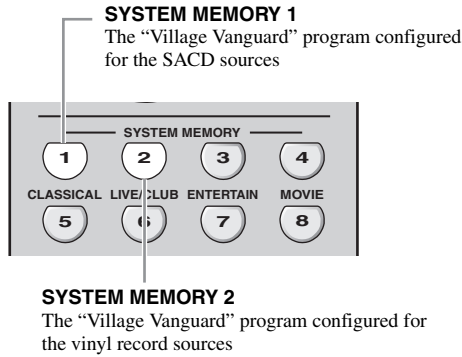 SYSTEM MEMORY 1
The “Village Vanguard” program configured
for the SACD sources
SYSTEM MEMORY
1 2 3 4
CLASSICAL LIVE/CLUB ENTERTAIN MOVIE
5 6 7 8
SYSTEM MEMORY 2
The “Village Vanguard” program configured for
the vinyl record sources